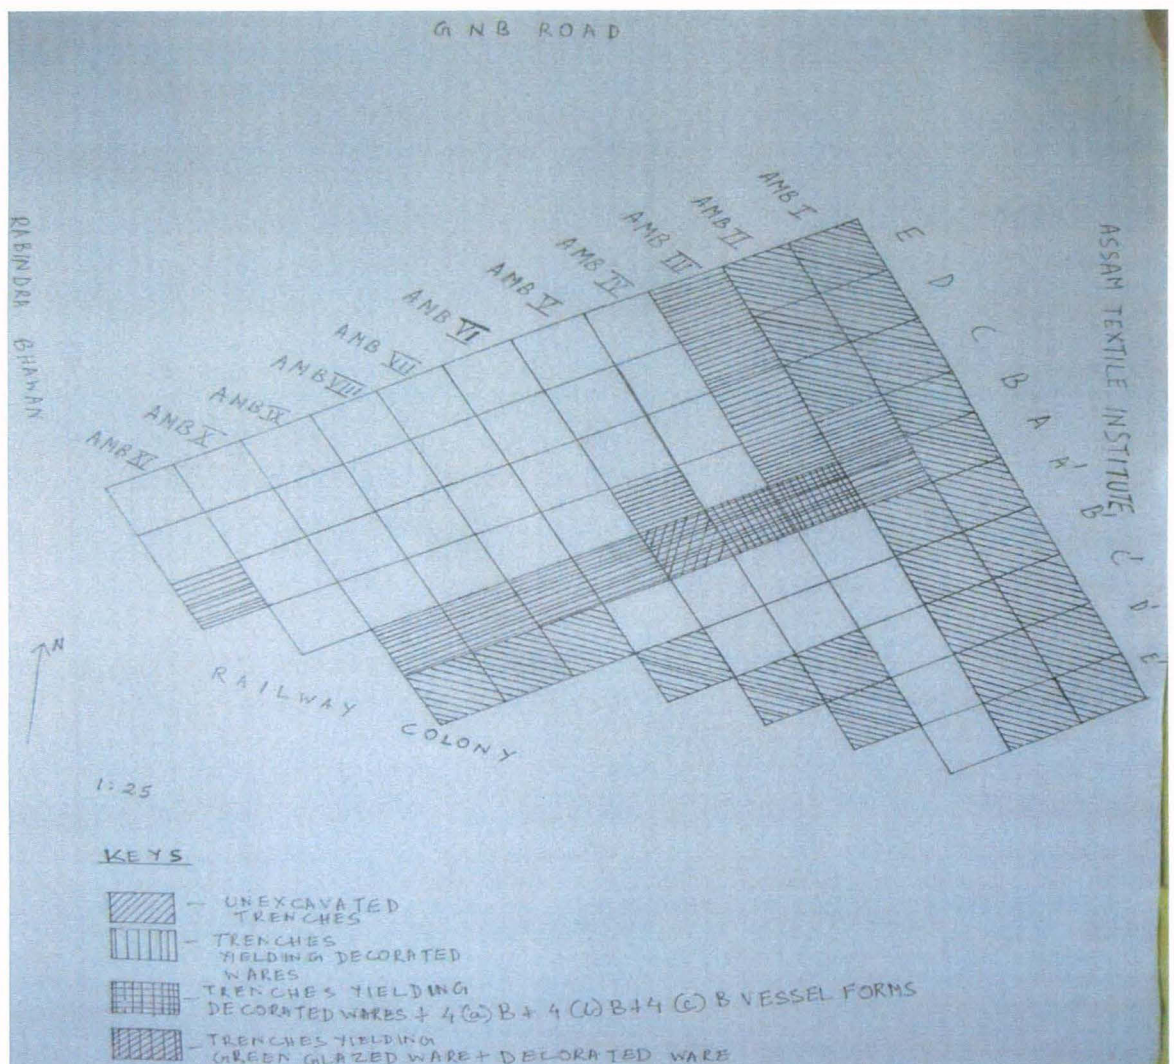 GNB ROAD
AMB I
AMB II
AMB III
AMB IV
AMB V
AMB VI
AMB VII
AMB VIII
AMB IX
AMB X
AMB XI
E
D
C
B
A
A'
B'
C'
D'
E'
ASSAM TEXTILE INSTITUTE
RABINDRA BHAWAN
N
RAILWAY COLONY
1:25
KEYS
- UNEXCAVATED
TRENCHES
- TRENCHES
YIELDING DECORATED
WARES
- TRENCHES YIELDING
DECORATED WARES + 4(a)B + 4(b)B+4(c)B VESSEL FORMS
- TRENCHES YIELDING
GREEN GLAZED WARE + DECORATED WARE